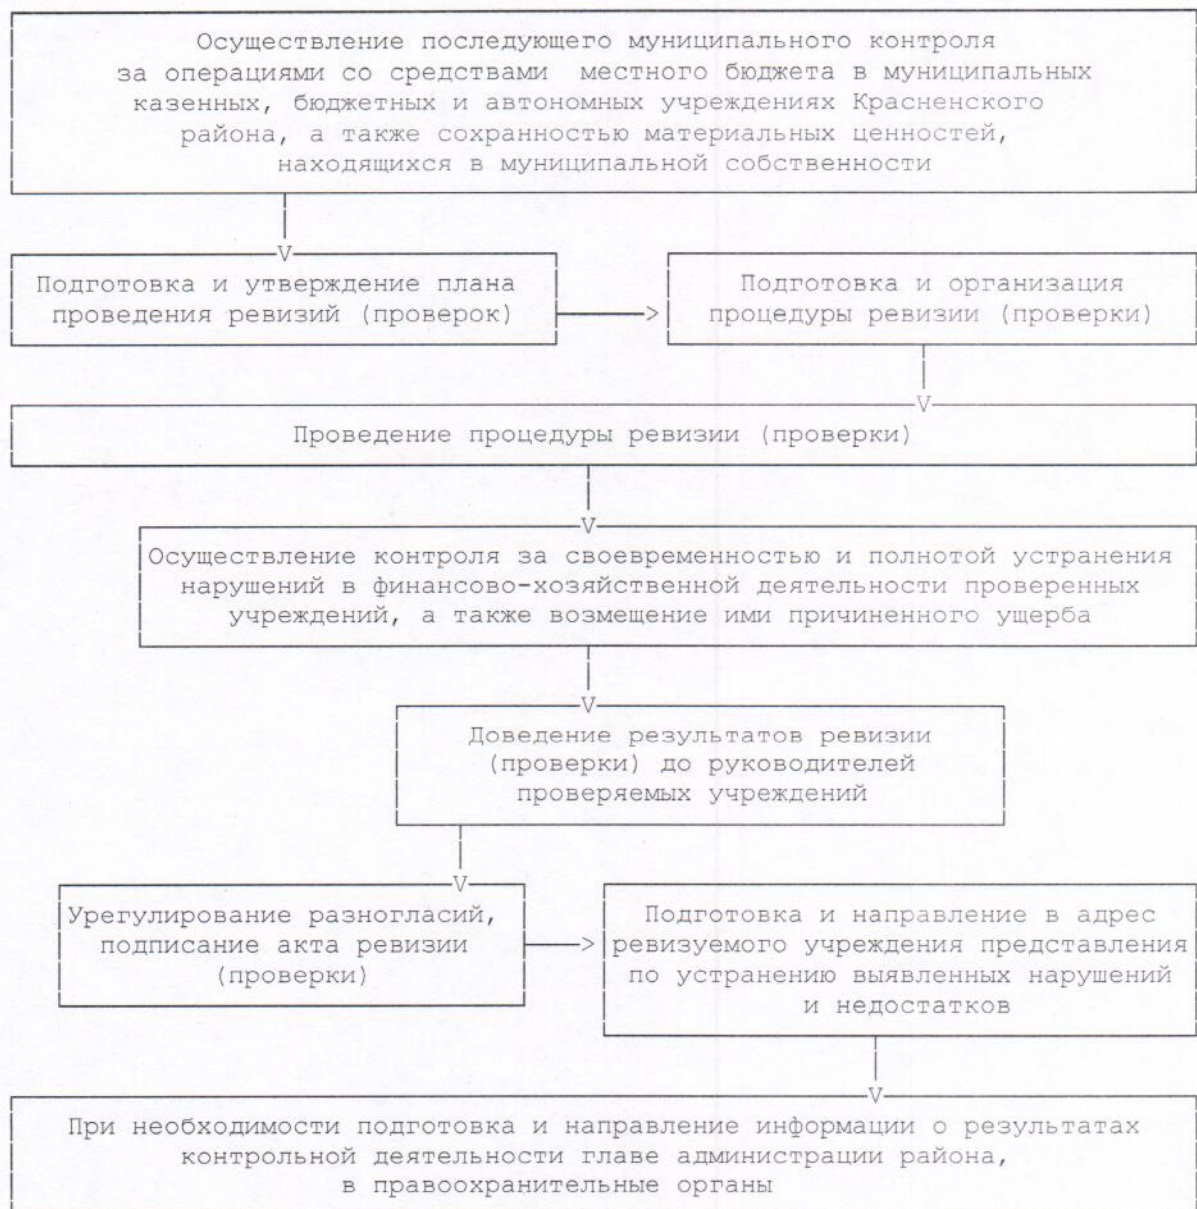 Осуществление последующего муниципального контроля
за операциями со средствами местного бюджета в муниципальных
казенных, бюджетных и автономных учреждениях Красненского
района, а также сохранностью материальных ценностей,
находящихся в муниципальной собственности
Подготовка и утверждение плана
проведения ревизий (проверок)
Подготовка и организация
процедуры ревизии (проверки)
Проведение процедуры ревизии (проверки)
Осуществление контроля за своевременностью и полнотой устранения
нарушений в финансово-хозяйственной деятельности проверенных
учреждений, а также возмещение ими причиненного ущерба
Доведение результатов ревизии
(проверки) до руководителей
проверяемых учреждений
Урегулирование разногласий,
подписание акта ревизии
(проверки)
Подготовка и направление в адрес
ревизуемого учреждения представления
по устранению выявленных нарушений
и недостатков
При необходимости подготовка и направление информации о результатах
контрольной деятельности главе администрации района,
в правоохранительные органы